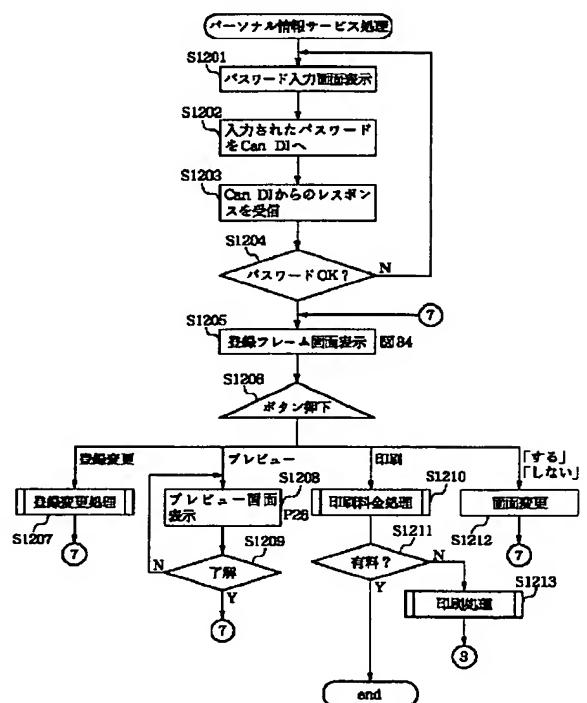 パーソナル情報サービス処理
S1201
パスワード入力画面表示
S1202
入力されたパスワード
をCan DIへ
S1203
Can DIからのレスポン
スを受信
S1204
パスワードOK?
N
7
S1205
登録フレーム画面表示
図34
S1206
ボタン押下
登録変更
プレビュー
印刷
「する」
「しない」
登録変更処理
S1207
7
S1208
プレビュー画面
表示
P26
S1209
了解
N
Y
7
S1210
印刷料金処理
S1211
有料?
N
Y
S1213
印刷処理
3
画面変更
S1212
7
end